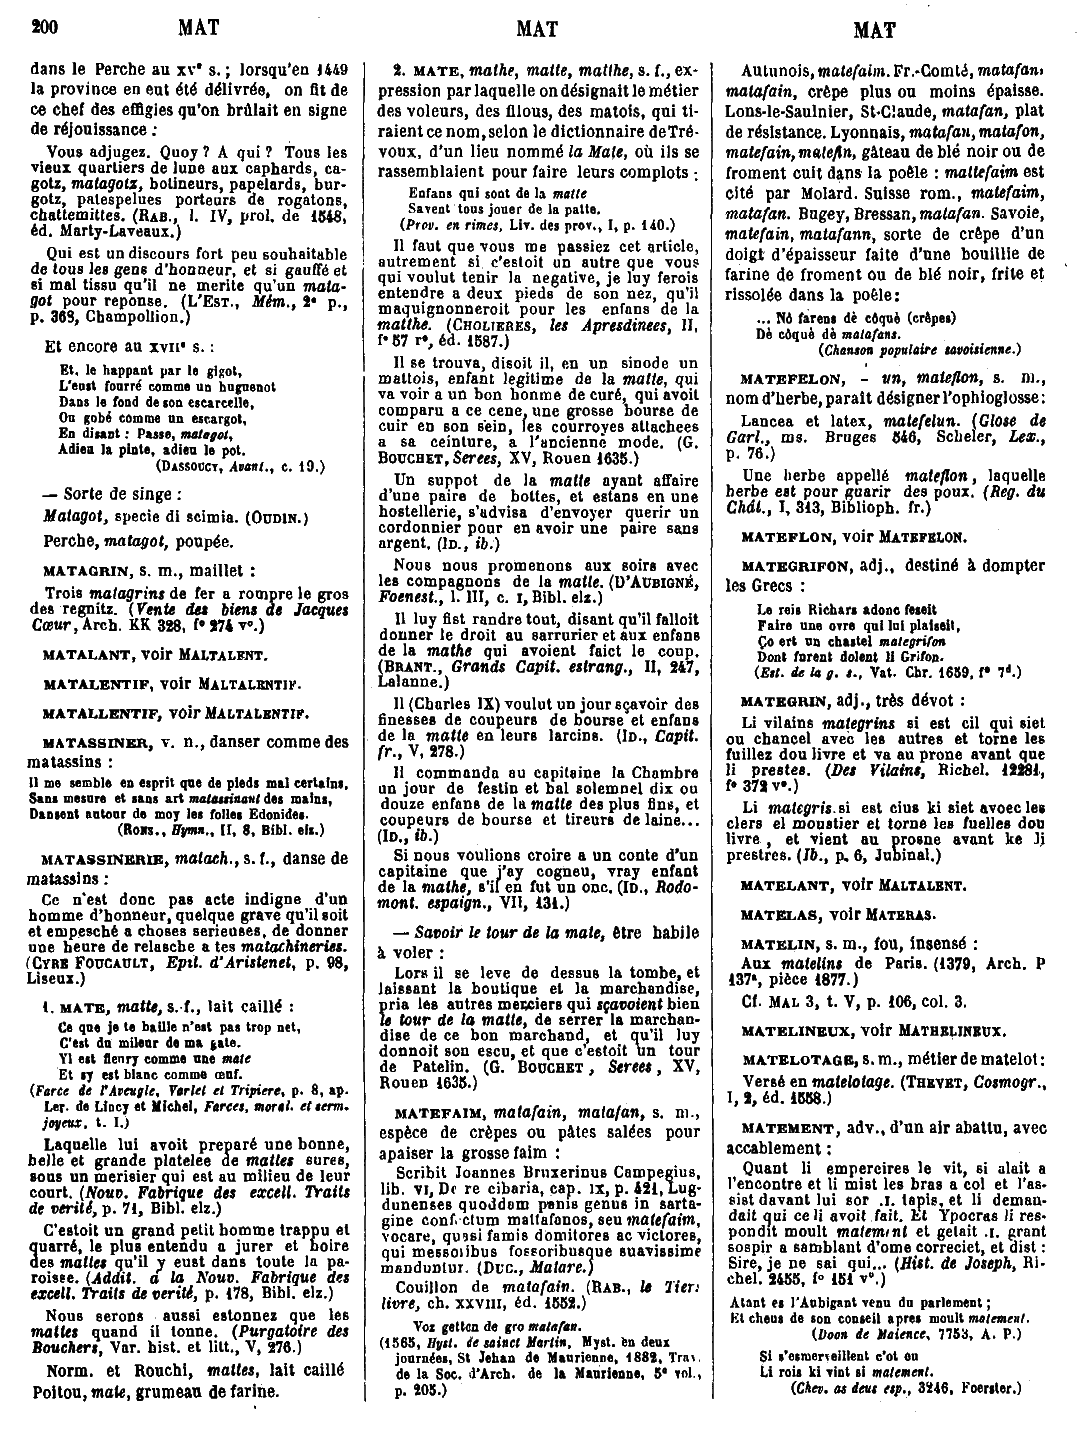 200
MAT
MAT
MAT
dans le Perche au xvᵉ s.; lorsqu'en 1449
la province en eut été délivrée, on fit de
ce chef des effigies qu'on brûlait en signe
de réjouissance :
Vous adjugez. Quoy ? A qui ? Tous les
vieux quartiers de lune aux caphards, ca-
gotz, matagotz, botineurs, papelards, bur-
gotz, patespelues porteurs de rogatons,
chattemittes. (RAB., l. IV, prol. de 1548,
éd. Marty-Laveaux.)
Qui est un discours fort peu souhaitable
de tous les gens d'honneur, et si gauffé et
si mal tissu qu'il ne merite qu'un mata-
got pour reponse. (L'EST., Mém., 2ᵉ p.,
p. 369, Champollion.)
Et encore au XVIIᵉ s. :
Et, le happant par le gigot,
L'eust fourré comme un huguenot
Dans le fond de son escarcelle,
Ou gobé comme un escargot,
En disant : Passe, matagot,
Adieu la pinte, adieu le pot.
(DASSOUCY, Avant., c. 19.)
— Sorte de singe :
Matagot, specie di scimia. (OUDIN.)
Perche, matagot, poupée.
MATAGRIN, s. m., maillet :
Trois matagrins de fer a rompre le gros
des regnitz. (Vente des biens de Jacques
Cœur, Arch. KK 328, fº 274 vº.)
MATALANT, voir MALTALENT.
MATALENTIF, voir MALTALENTIF.
MATALLENTIF, voir MALTALENTIF.
MATASSINER, v. n., danser comme des
matassins :
Il me semble en esprit que de pieds mal certains,
Sans mesure et sans art matassinant des mains,
Dansent autour de moy les folles Edonides.
(RONS., Hymn., II, 8, Bibl. elz.)
MATASSINERIE, matach., s. f., danse de
matassins :
Ce n'est donc pas acte indigne d'un
homme d'honneur, quelque grave qu'il soit
et empesché a choses serieuses, de donner
une heure de relasche a tes matachineries.
(CYRE FOUCAULT, Epit. d'Aristenet, p. 98,
Liseux.)
1. MATE, matte, s. f., lait caillé :
Ce que je te baille n'est pas trop net,
C'est du milour de ma gate.
Yl est fleury comme une mate
Et sy est blanc comme œuf.
(Farce de l'Aveugle, Varlet et Tripiere, p. 8, ap.
Ler. de Lincy et Michel, Farces, moral. et serm.
joyeux, t. I.)
Laquelle lui avoit preparé une bonne,
belle et grande platelee de mattes sures,
sous un merisier qui est au milieu de leur
court. (Nouv. Fabrique des excell. Traits
de verité, p. 71, Bibl. elz.)
C'estoit un grand petit homme trappu et
quarré, le plus entendu a jurer et boire
des mattes qu'il y eust dans toute la pa-
roisse. (Addit. a la Nouv. Fabrique des
excell. Traits de verité, p. 178, Bibl. elz.)
Nous serons aussi estonnez que les
mattes quand il tonne. (Purgatoire des
Bouchers, Var. hist. et litt., V, 276.)
Norm. et Rouchi, mattes, lait caillé
Poitou, mate, grumeau de farine.
2. MATE, mathe, matte, matthe, s. f., ex-
pression par laquelle on désignait le métier
des voleurs, des filous, des matois, qui ti-
raient ce nom, selon le dictionnaire de Tré-
voux, d'un lieu nommé la Mate, où ils se
rassemblaient pour faire leurs complots :
Enfans qui sont de la matte
Savent tous jouer de la patte.
(Prov. en rimes, Liv. des prov., I, p. 140.)
Il faut que vous me passiez cet article,
autrement si c'estoit un autre que vous
qui voulut tenir la negative, je luy ferois
entendre a deux pieds de son nez, qu'il
maquignonneroit pour les enfans de la
matthe. (CHOLIERES, les Apresdinees, II,
fº 57 rº, éd. 1587.)
Il se trouva, disoit il, en un sinode un
mattois, enfant legitime de la matte, qui
va voir a un bon homme de curé, qui avoit
comparu a ce cene, une grosse bourse de
cuir en son sein, les courroyes attachees
a sa ceinture, a l'ancienne mode. (G.
BOUCHET, Serees, XV, Rouen 1635.)
Un suppot de la matte ayant affaire
d'une paire de bottes, et estans en une
hostellerie, s'advisa d'envoyer querir un
cordonnier pour en avoir une paire sans
argent. (ID., ib.)
Nous nous promenons aux soirs avec
les compagnons de la matte. (D'AUBIGNÉ,
Foenest., l. III, c. I, Bibl. elz.)
Il luy fist randre tout, disant qu'il falloit
donner le droit au sarrurier et aux enfans
de la mathe qui avoient faict le coup.
(BRANT., Grands Capit. estrang., II, 247,
Lalanne.)
Il (Charles IX) voulut un jour sçavoir des
finesses de coupeurs de bourse et enfans
de la matte en leurs larcins. (ID., Capit.
fr., V, 278.)
Il commanda au capitaine la Chambre
un jour de festin et bal solemnel dix ou
douze enfans de la matte des plus fins, et
coupeurs de bourse et tireurs de laine...
(ID., ib.)
Si nous voulions croire a un conte d'un
capitaine que j'ay cogneu, vray enfant
de la mathe, s'il en fut un onc. (ID., Rodo-
mont. espaign., VII, 131.)
— Savoir le tour de la mate, être habile
à voler :
Lors il se leve de dessus la tombe, et
laissant la boutique et la marchandise,
pria les autres merciers qui sçavoient bien
le tour de la matte, de serrer la marchan-
dise de ce bon marchand, et qu'il luy
donnoit son escu, et que c'estoit un tour
de Patelin. (G. BOUCHET, Serees, XV,
Rouen 1635.)
MATEFAIM, matafain, matafan, s. m.,
espèce de crêpes ou pâtes salées pour
apaiser la grosse faim :
Scribit Joannes Bruxerinus Campegius,
lib. VI, De re cibaria, cap. IX, p. 421, Lug-
dunenses quoddam panis genus in sarta-
gine confectum mattafanos, seu matefaim,
vocare, quasi famis domitores ac victores,
qui messoribus fossoribusque suavissime
manduntur. (DUC., Matare.)
Couillon de matafain. (RAB., le Tiers
livre, ch. XXVIII, éd. 1552.)
Voz getton de gro matafan.
(1565, Hyst. de sainct Martin, Myst. en deux
journées, St Jehan de Maurienne, 1882, Trav.
de la Soc. d'Arch. de la Maurienne, 5ᵉ vol.,
p. 205.)
Autunois, matefaim. Fr.-Comté, matafan,
matafain, crêpe plus ou moins épaisse.
Lons-le-Saulnier, St-Claude, matafan, plat
de résistance. Lyonnais, matafan, matafon,
matefain, matefin, gâteau de blé noir ou de
froment cuit dans la poêle : mattefaim est
cité par Molard. Suisse rom., matefaim,
matafan. Bugey, Bressan, matafan. Savoie,
matefain, matafann, sorte de crêpe d'un
doigt d'épaisseur faite d'une bouillie de
farine de froment ou de blé noir, frite et
rissolée dans la poêle :
... Nô farens dè côquè (crêpes)
Dè côquè dè matafans.
(Chanson populaire savoisienne.)
MATEFELON, - un, mateflon, s. m.,
nom d'herbe, parait désigner l'ophioglosse :
Lancea et latex, matefelun. (Glose de
Garl., ms. Bruges 546, Scheler, Lex.,
p. 76.)
Une herbe appellé mateflon, laquelle
herbe est pour guarir des poux. (Reg. du
Chât., I, 313, Biblioph. fr.)
MATEFLON, voir MATEFELON.
MATEGRIFON, adj., destiné à dompter
les Grecs :
Le reis Richars adonc feseit
Faire une ovre qui lui plaiseit,
Ço ert un chastel mategrifon
Dont furent dolent li Grifon.
(Est. de la g. s., Vat. Chr. 1659, fº 7ᵈ.)
MATEGRIN, adj., très dévot :
Li vilains mategrins si est cil qui siet
ou chancel avec les autres et torne les
fuillez dou livre et va au prone avant que
li prestes. (Des Vilains, Richel. 12281,
fº 372 vº.)
Li mategris si est cius ki siet avoec les
clers el moustier et torne les fuelles dou
livre, et vient au prosne avant ke li
prestres. (Ib., p. 6, Jubinal.)
MATELANT, voir MALTALENT.
MATELAS, voir MATERAS.
MATELIN, s. m., fou, insensé :
Aux matelins de Paris. (1379, Arch. P
137ᵃ, pièce 1877.)
Cf. MAL 3, t. V, p. 106, col. 3.
MATELINEUX, voir MATHELINEUX.
MATELOTAGE, s. m., métier de matelot :
Versé en matelotage. (THEVET, Cosmogr.,
I, 2, éd. 1558.)
MATEMENT, adv., d'un air abattu, avec
accablement :
Quant li empereires le vit, si alait a
l'encontre et li mist les bras a col et l'as-
sist davant lui sor .I. tapis, et li deman-
dait qui ce li avoit fait. Et Ypocras li res-
pondit moult matement et getait .I. grant
sospir a samblant d'ome correciet, et dist :
Sire, je ne sai qui... (Hist. de Joseph, Ri-
chel. 2455, fº 151 vº.)
Atant es l'Aubigant venu du parlement ;
Et cheus de son conseil apres moult matement.
(Doon de Maience, 7753, A. P.)
Si s'esmerveillent c'ot eu
Li rois ki vint si matement.
(Chev. as deus esp., 3246, Foerster.)